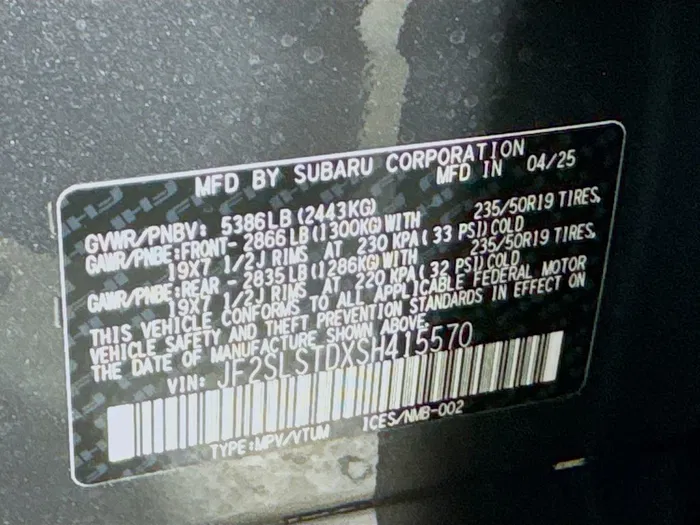 MFD BY SUBARU CORPORATION
MFD IN 04/25
GVWR/PNBV: 5386LB(2443KG)
GAWR/PNBE:FRONT-2866LB(1300KG)WITH 235/50R19 TIRES,
19X7 1/2J RIMS AT 230 KPA(33 PSI)COLD
GAWR/PNBE:REAR - 2835LB(1286KG)WITH 235/50R19 TIRES,
19X7 1/2J RIMS AT 220 KPA(32 PSI)COLD
THIS VEHICLE CONFORMS TO ALL APPLICABLE FEDERAL MOTOR
VEHICLE SAFETY AND THEFT PREVENTION STANDARDS IN EFFECT ON
THE DATE OF MANUFACTURE SHOWN ABOVE.
VIN: JF2SLSTDXSH415570
TYPE:MPV/VTUM ICES/NMB-002